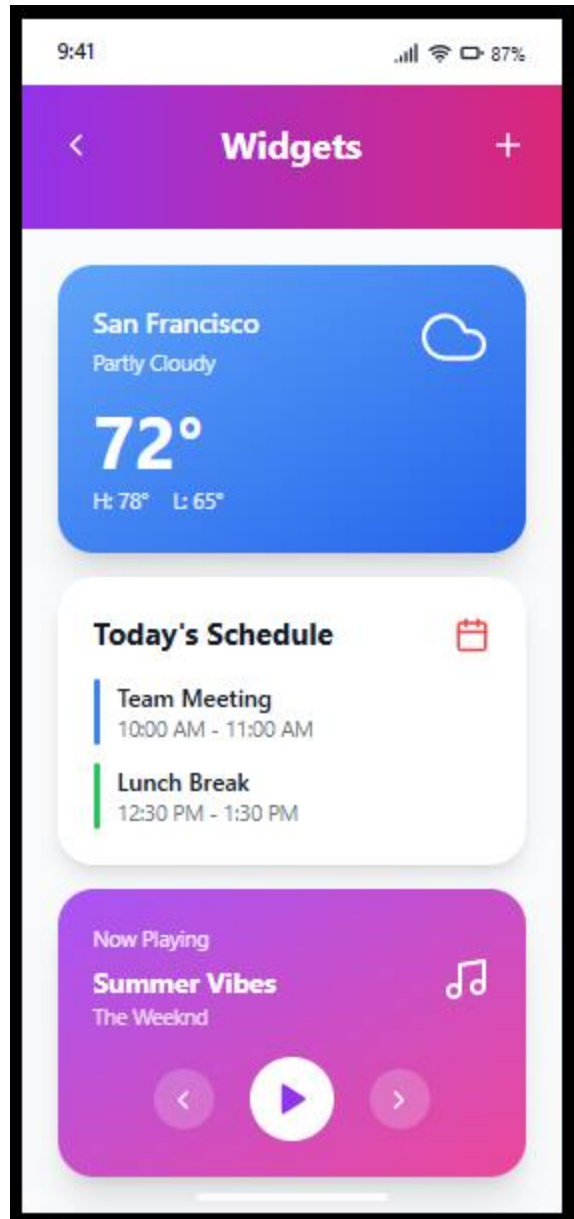 9:41 87%
Widgets
San Francisco
Partly Cloudy
72°
H: 78° L: 65°
Today's Schedule
Team Meeting
10:00 AM - 11:00 AM
Lunch Break
12:30 PM - 1:30 PM
Now Playing
Summer Vibes
The Weeknd